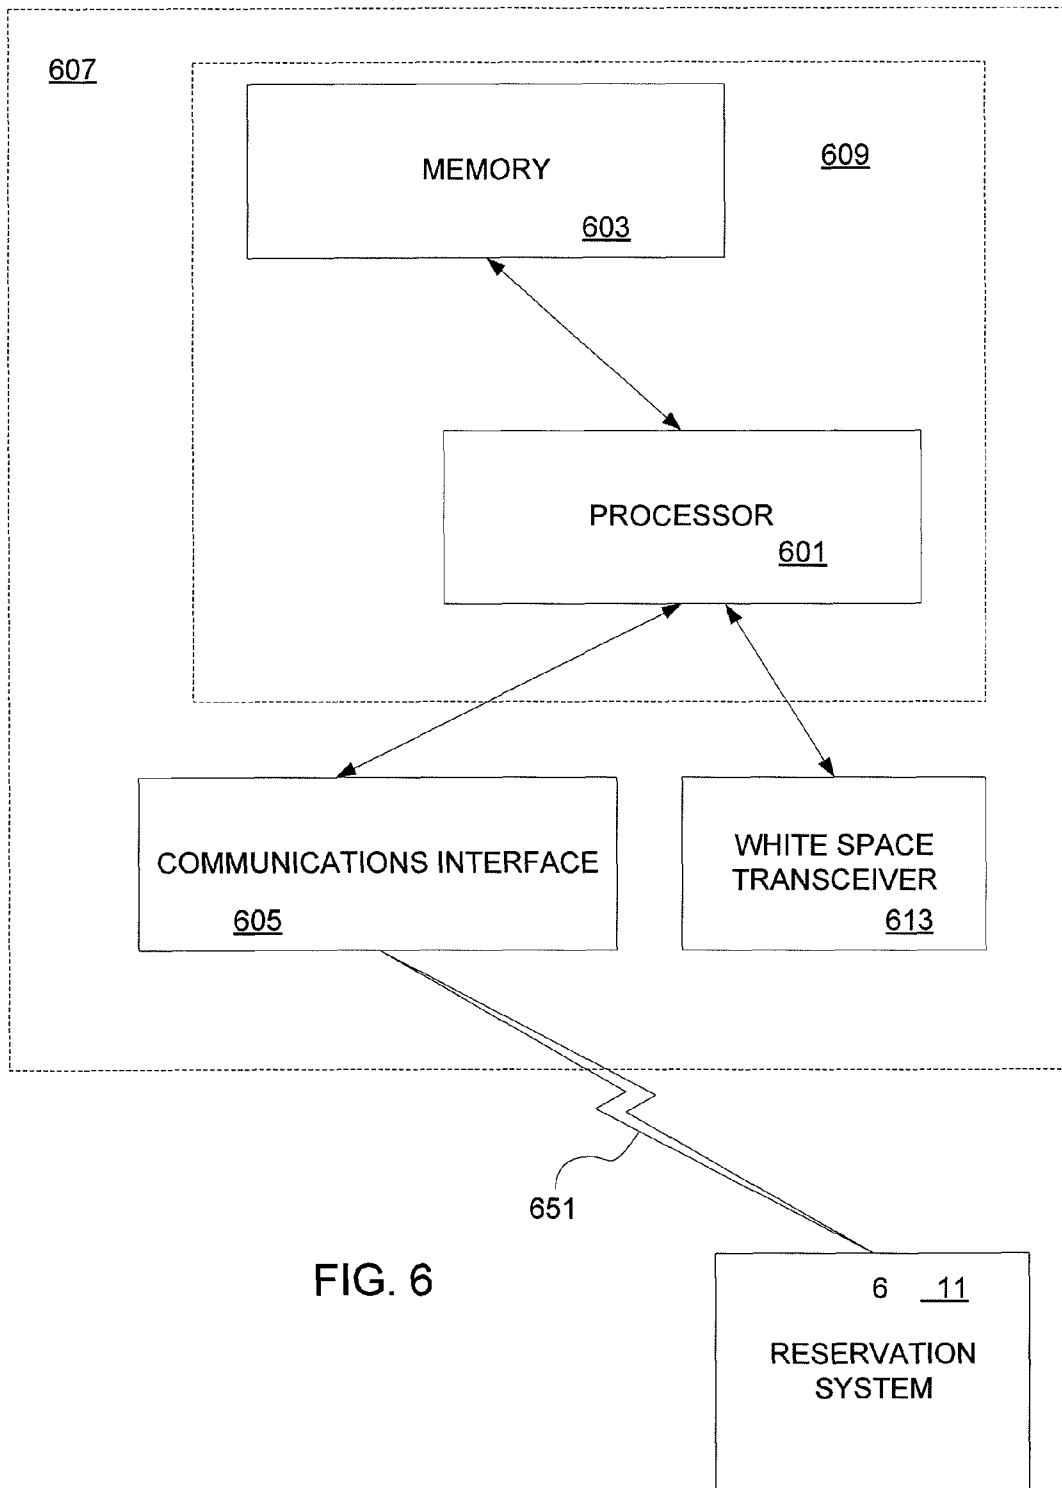 607
609
MEMORY
603
PROCESSOR
601
COMMUNICATIONS INTERFACE
605
WHITE SPACE
TRANSCEIVER
613
651
FIG. 6
6 11
RESERVATION
SYSTEM